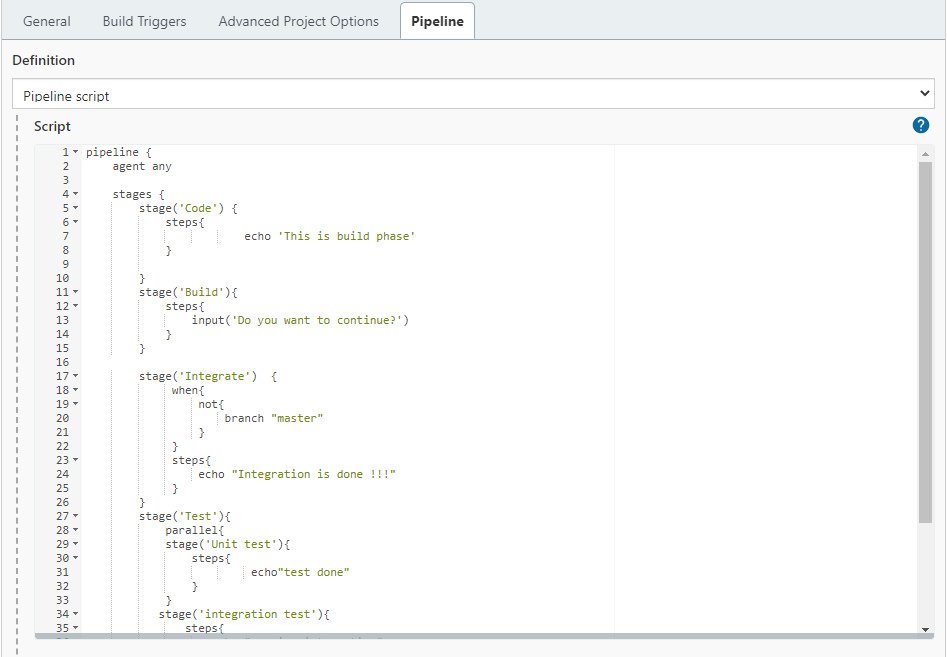 General Build Triggers Advanced Project Options Pipeline
Definition
Pipeline script
Script
?
1 pipeline {
2     agent any
3
4     stages {
5         stage('Code') {
6             steps{
7                         echo 'This is build phase'
8             }
9
10         }
11         stage('Build'){
12             steps{
13                 input('Do you want to continue?')
14             }
15         }
16
17         stage('Integrate')  {
18              when{
19                  not{
20                      branch "master"
21                  }
22              }
23              steps{
24                  echo "Integration is done !!!"
25              }
26         }
27         stage('Test'){
28             parallel{
29             stage('Unit test'){
30                 steps{
31                          echo"test done"
32                 }
33             }
34            stage('integration test'){
35                steps{